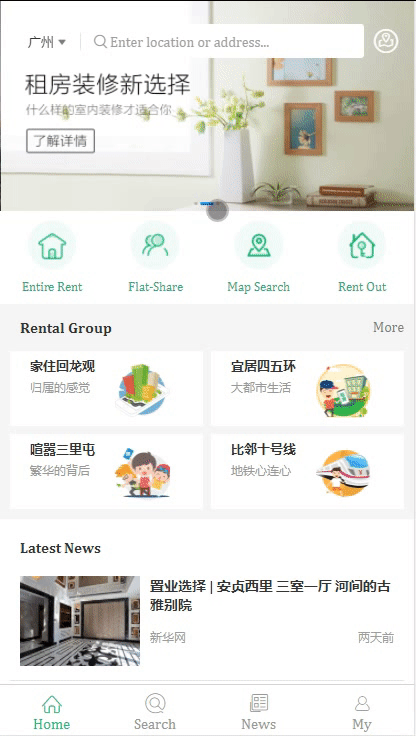 广州
Enter location or address...
租房装修新选择
什么样的室内装修才适合你
了解详情
Entire Rent
Flat-Share
Map Search
Rent Out
Rental Group
More
家住回龙观
归属的感觉
宜居四五环
大都市生活
喧嚣三里屯
繁华的背后
比邻十号线
地铁心连心
Latest News
置业选择 | 安贞西里 三室一厅 河间的古
雅别院
新华网
两天前
Home
Search
News
My